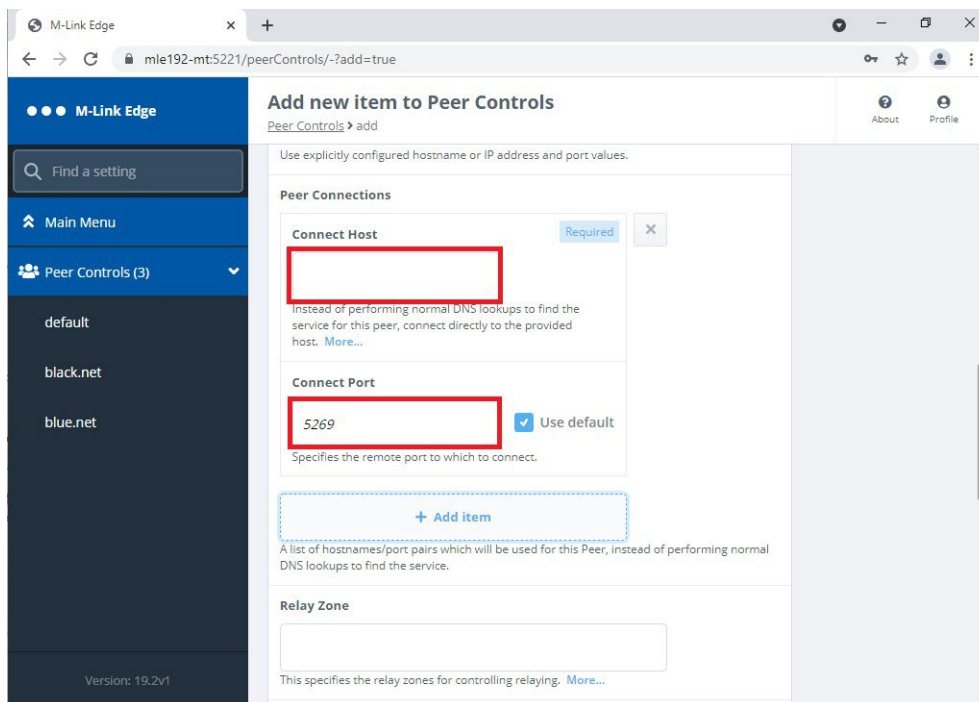 M-Link Edge
mle192-mt:5221/peerControls/-?add=true
M-Link Edge
Find a setting
Main Menu
Peer Controls (3)
default
black.net
blue.net
Version: 19.2v1
Add new item to Peer Controls
Peer Controls > add
About
Profile
Use explicitly configured hostname or IP address and port values.
Peer Connections
Connect Host
Required
Instead of performing normal DNS lookups to find the
service for this peer, connect directly to the provided
host. More...
Connect Port
5269
Use default
Specifies the remote port to which to connect.
+ Add item
A list of hostnames/port pairs which will be used for this Peer, instead of performing normal
DNS lookups to find the service.
Relay Zone
This specifies the relay zones for controlling relaying. More...